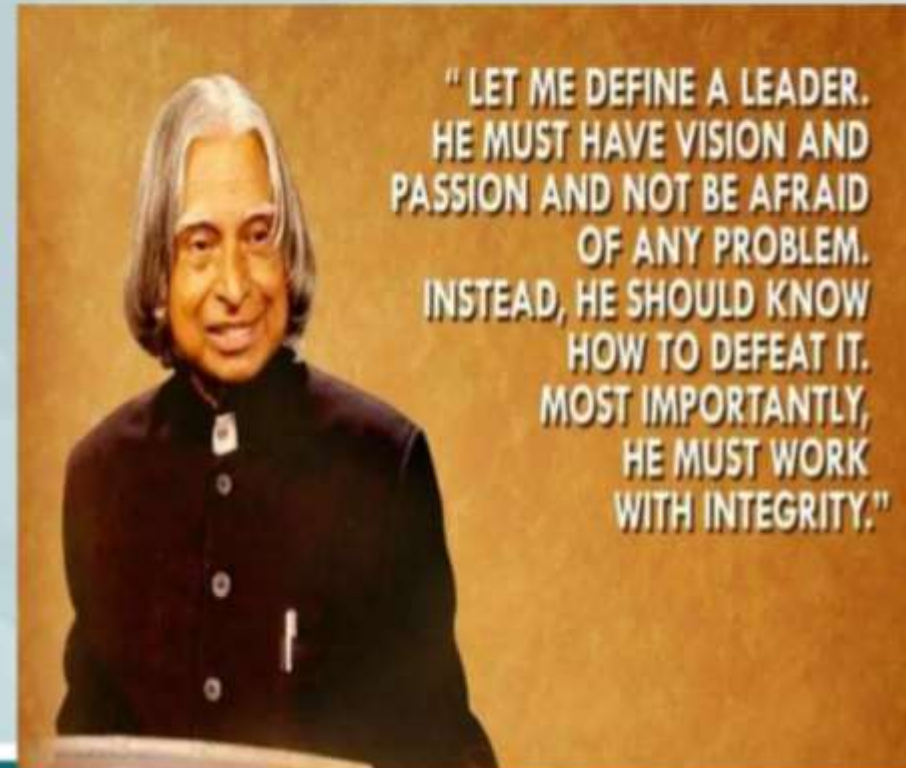 " LET ME DEFINE A LEADER.
HE MUST HAVE VISION AND
PASSION AND NOT BE AFRAID
OF ANY PROBLEM.
INSTEAD, HE SHOULD KNOW
HOW TO DEFEAT IT.
MOST IMPORTANTLY,
HE MUST WORK
WITH INTEGRITY."